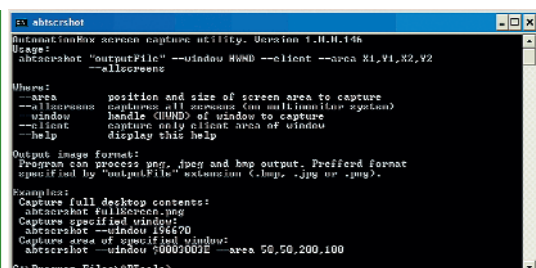 abtscrshot
AutomationBox screen capture utility. Version 1.0.0.146
Usage:
abtscrshot "outputFile" --window HWND --client --area X1,Y1,X2,Y2
--allscreens
Where:
--area position and size of screen area to capture
--allscreens captures all screens (on multimonitor system)
--window handle (HWND) of window to capture
--client capture only client area of window
--help display this help
Output image format:
Program can process png, jpeg and bmp output. Prefferd format
specified by "outputFile" extension (.bmp, .jpg or .png).
Examples:
Capture full desktop contents:
abtscrshot fullScreen.png
Capture specified window:
abtscrshot --window 196670
Capture area of specified window:
abtscrshot --window $0003003E --area 50,50,200,100
C:\Program Files\ABTools>